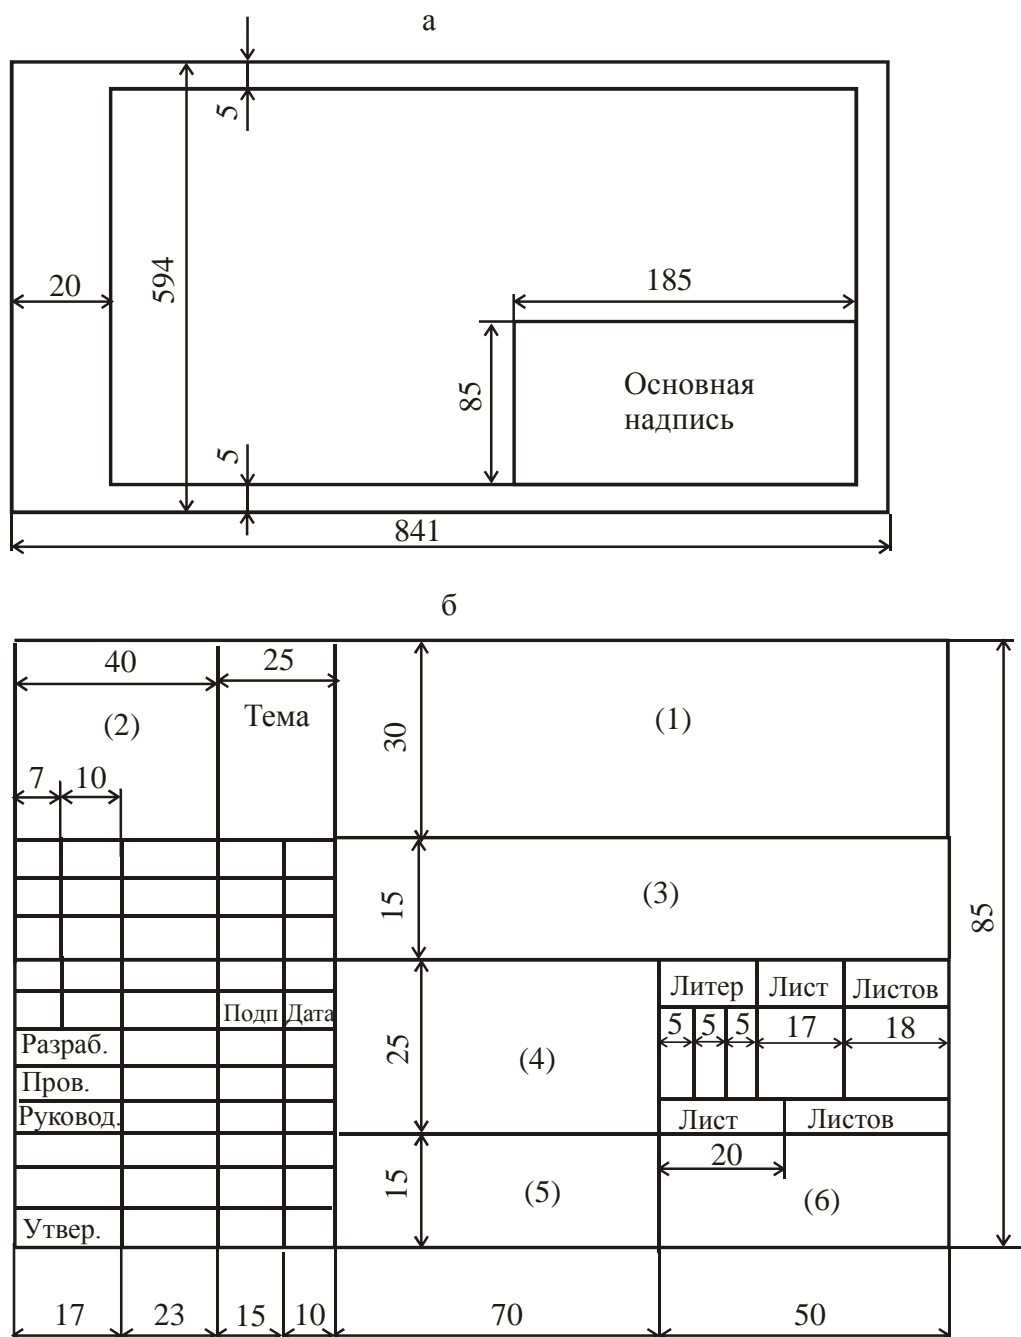 а
5
594
20
185
85
Основная
надпись
5
841
б
40
25
(2)
Тема
30
(1)
7
10
15
(3)
85
Литер
Лист
Листов
Подп
Дата
5
5
5
17
18
Разраб.
25
(4)
Пров.
Руковод.
Лист
Листов
20
15
(5)
(6)
Утвер.
17
23
15
10
70
50